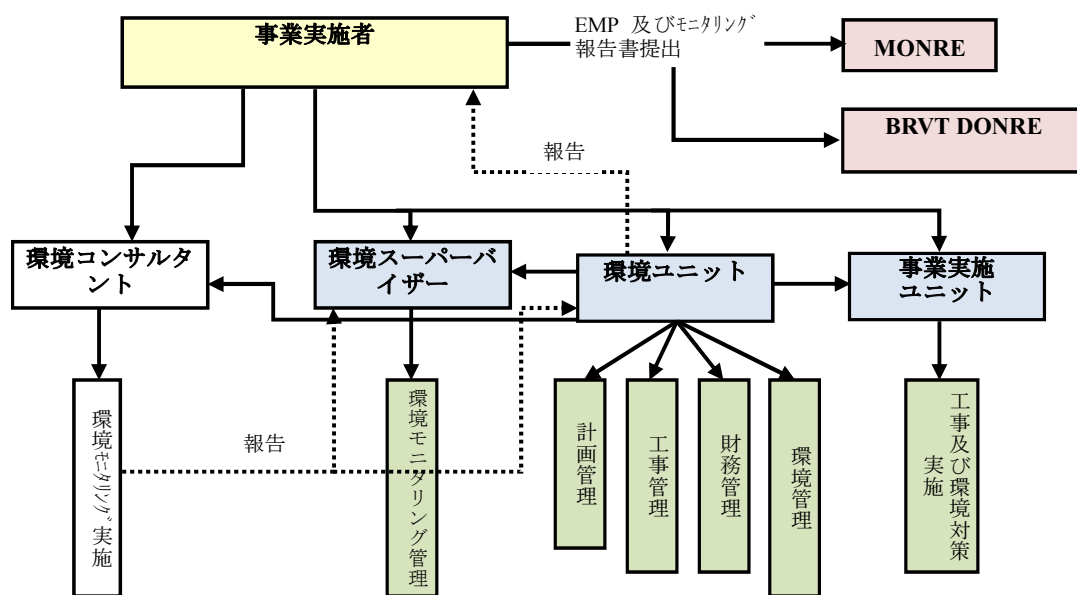 事業実施者
EMP 及びﾓﾆﾀﾘﾝｸﾞ
報告書提出
MONRE
BRVT DONRE
報告
環境コンサルタ
ント
環境スーパーバ
イザー
環境ユニット
事業実施
ユニット
環境ﾓﾆﾀﾘﾝｸﾞ実施
報告
環境モニタリング管理
計画管理
工事管理
財務管理
環境管理
工事及び環境対策
実施